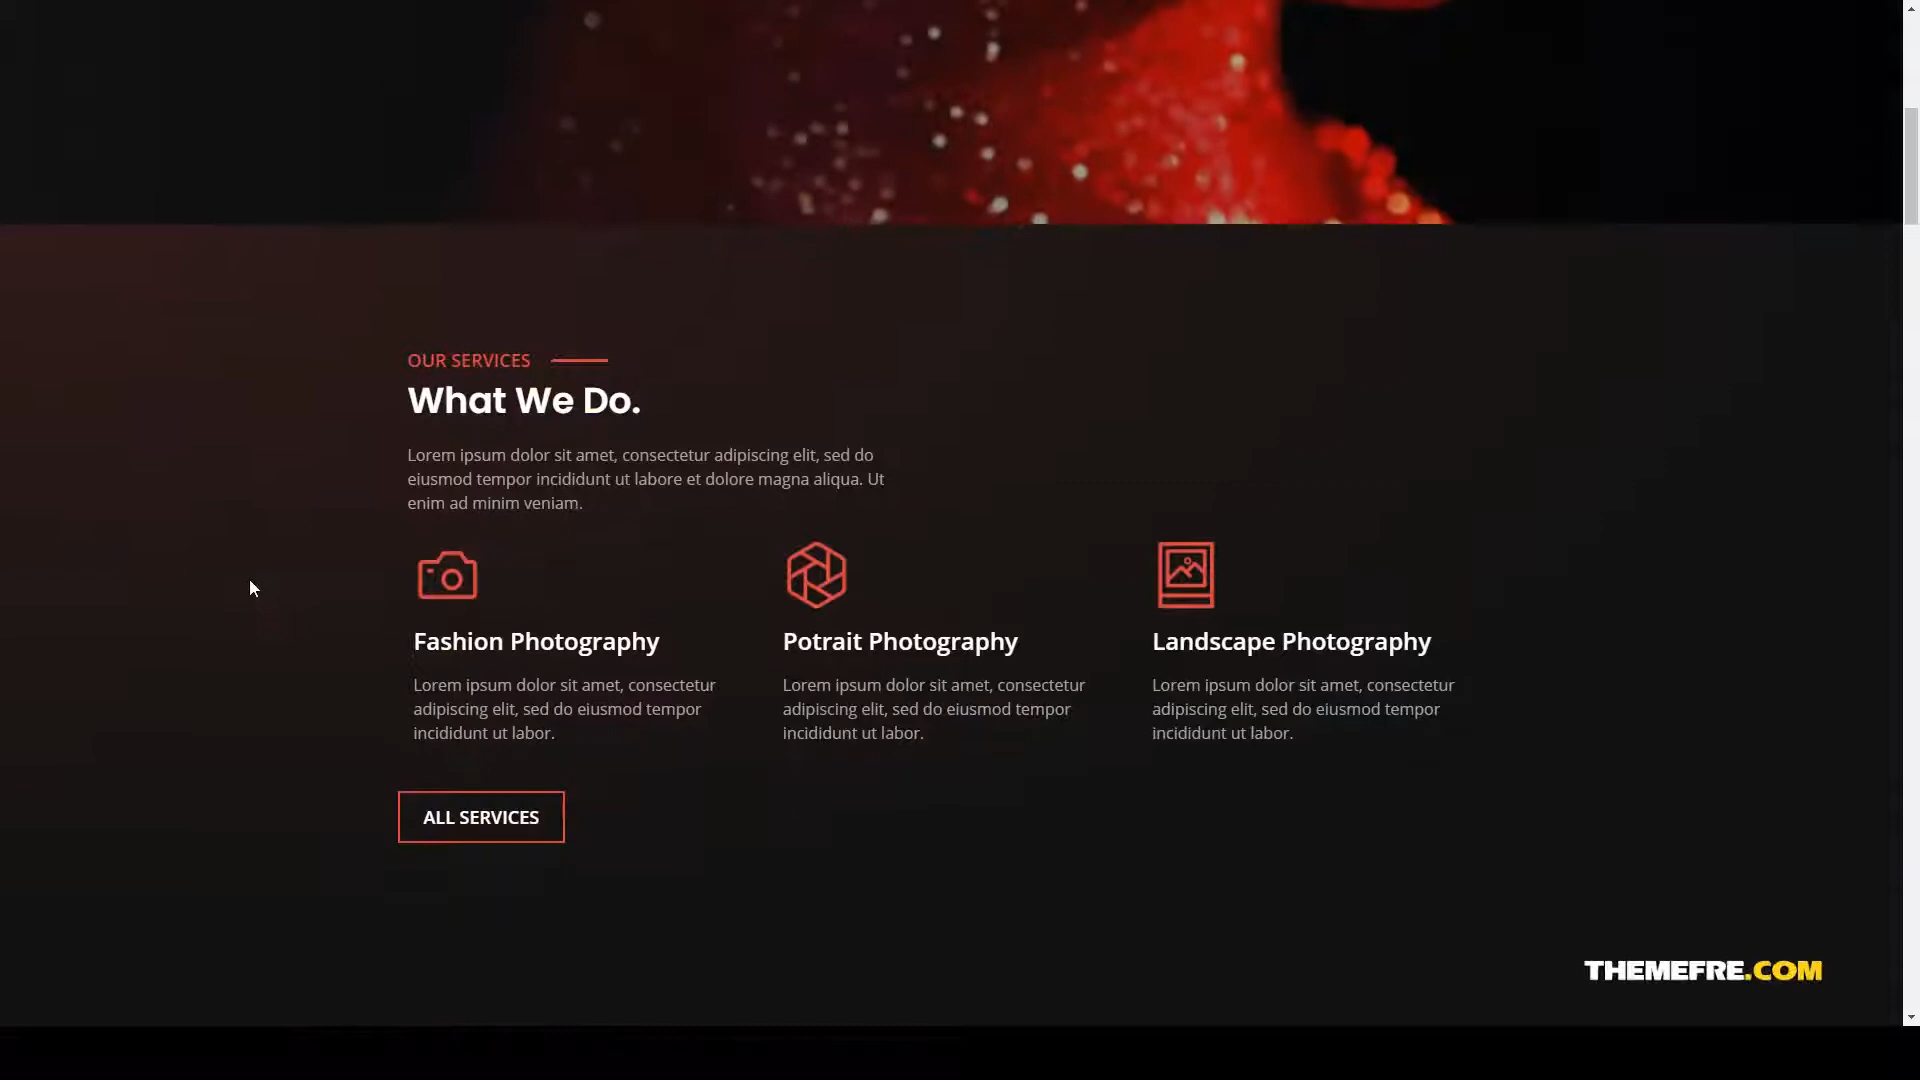 OUR SERVICES
What We Do.
Lorem ipsum dolor sit amet, consectetur adipiscing elit, sed do
eiusmod tempor incididunt ut labore et dolore magna aliqua. Ut
enim ad minim veniam.
Fashion Photography
Lorem ipsum dolor sit amet, consectetur
adipiscing elit, sed do eiusmod tempor
incididunt ut labor.
Potrait Photography
Lorem ipsum dolor sit amet, consectetur
adipiscing elit, sed do eiusmod tempor
incididunt ut labor.
Landscape Photography
Lorem ipsum dolor sit amet, consectetur
adipiscing elit, sed do eiusmod tempor
incididunt ut labor.
ALL SERVICES
THEMEFRE.COM